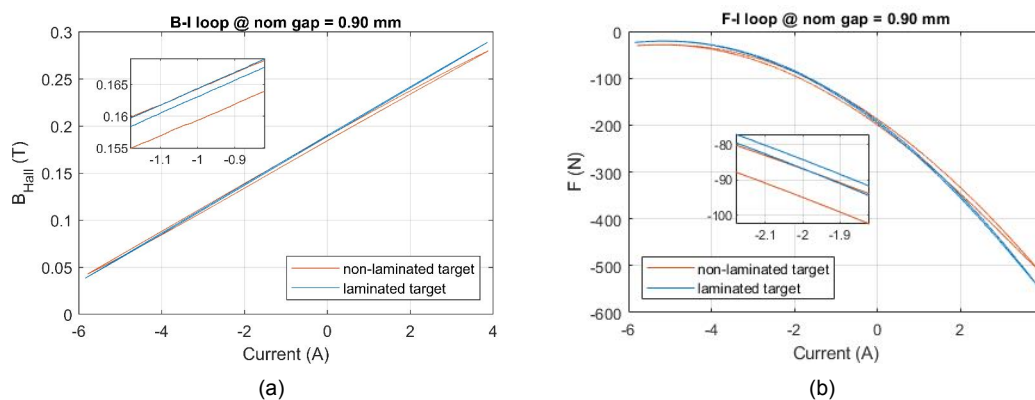 B-I loop @ nom gap = 0.90 mm
0.3
0.25
0.2
0.15
0.1
0.05
0
B_Hall (T)
0.165
0.16
0.155
-1.1 -1 -0.9
non-laminated target
laminated target
-6 -4 -2 0 2 4
Current (A)
(a)
F-I loop @ nom gap = 0.90 mm
0
-100
-200
-300
-400
-500
-600
F (N)
-80
-90
-100
-2.1 -2 -1.9
non-laminated target
laminated target
-6 -4 -2 0 2
Current (A)
(b)